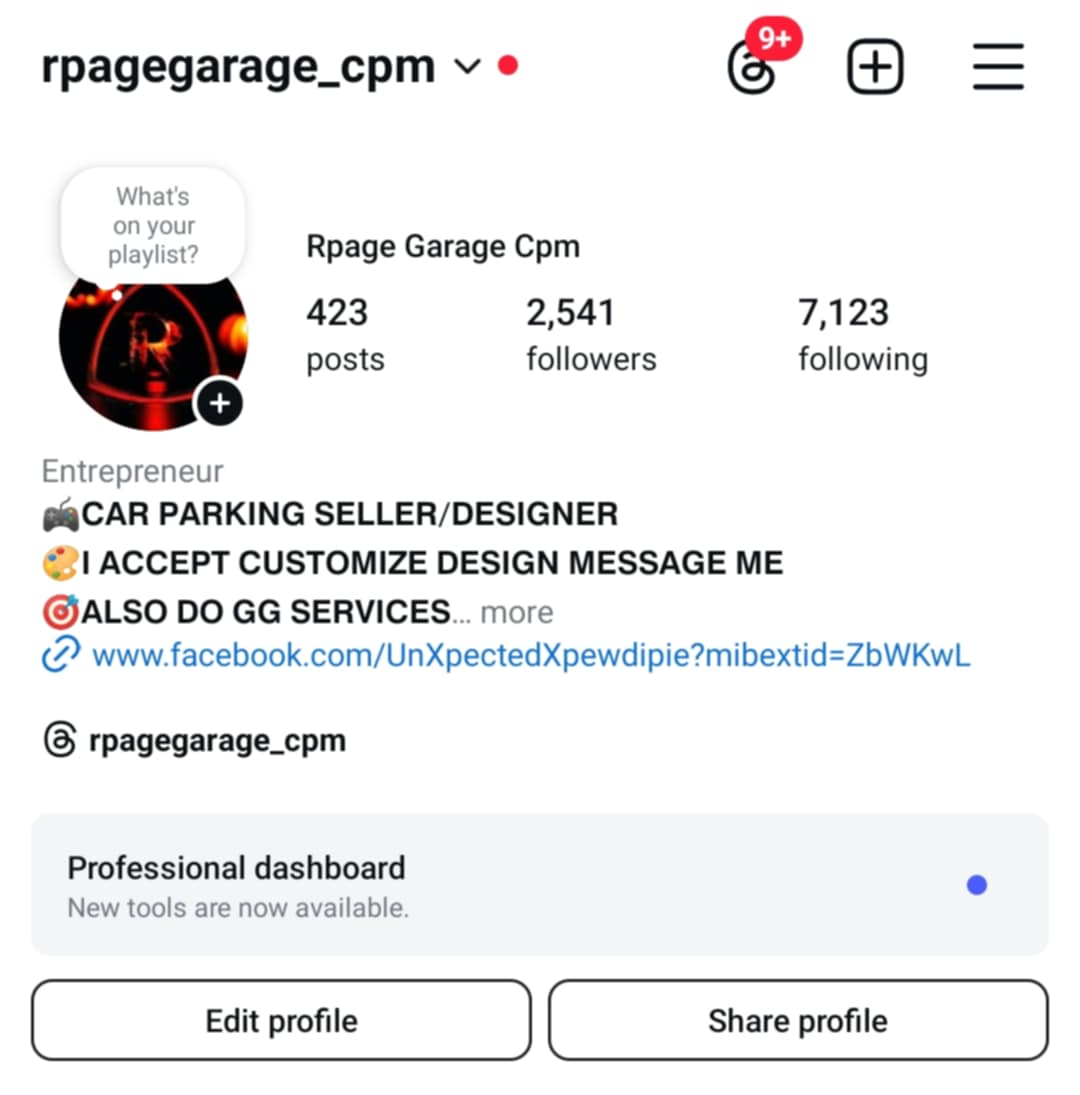 rpagegarage_cpm
9+
What's
on your
playlist?
R
Rpage Garage Cpm
423 2,541 7,123
posts followers following
Entrepreneur
🎮CAR PARKING SELLER/DESIGNER
🎨I ACCEPT CUSTOMIZE DESIGN MESSAGE ME
🎯ALSO DO GG SERVICES... more
www.facebook.com/UnXpectedXpewdipie?mibextid=ZbWKwL
rpagegarage_cpm
Professional dashboard
New tools are now available.
Edit profile Share profile